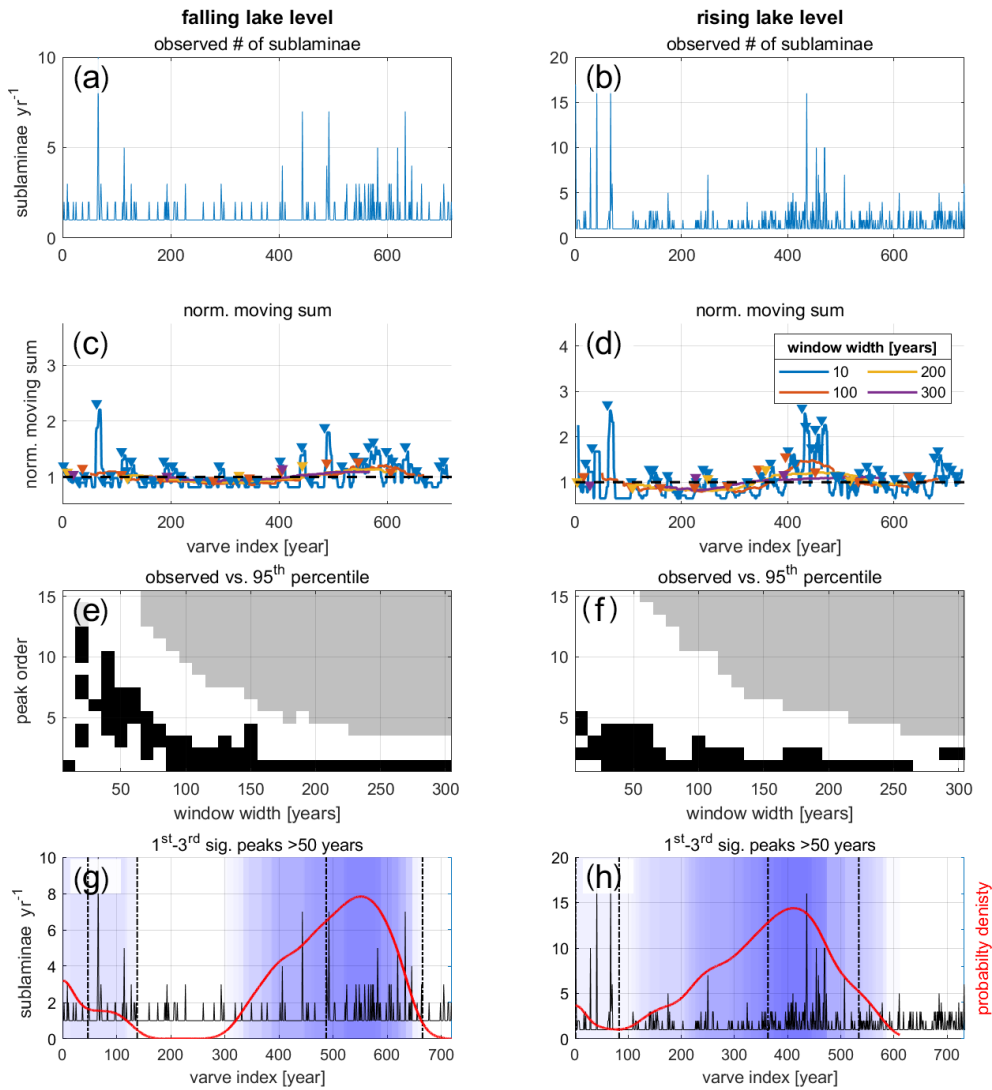 falling lake level
rising lake level
observed # of sublaminae
observed # of sublaminae
(a)
(b)
sublaminae yr-1
10
5
0
0 200 400 600
20
15
10
5
0
0 200 400 600
norm. moving sum
norm. moving sum
(c)
(d)
norm. moving sum
3
2
1
0 200 400 600
varve index [year]
4
3
2
1
0 200 400 600
varve index [year]
window width [years]
10 200
100 300
observed vs. 95th percentile
observed vs. 95th percentile
(e)
(f)
peak order
15
10
5
50 100 150 200 250 300
window width [years]
15
10
5
50 100 150 200 250 300
window width [years]
1st-3rd sig. peaks >50 years
1st-3rd sig. peaks >50 years
(g)
(h)
sublaminae yr-1
10
8
6
4
2
0
0 100 200 300 400 500 600 700
varve index [year]
20
15
10
5
0
0 100 200 300 400 500 600 700
varve index [year]
probabilty denisty